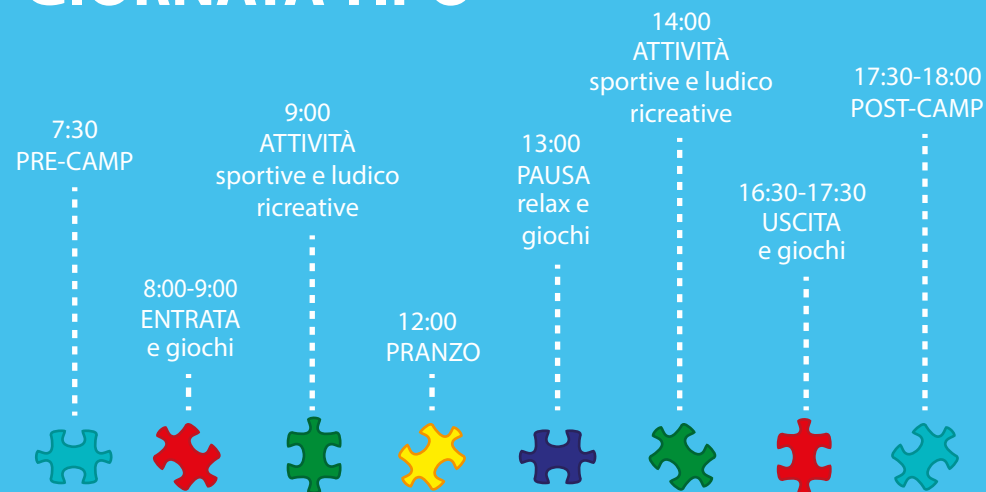 GIORNATA TIPO
7:30
PRE-CAMP
8:00-9:00
ENTRATA
e giochi
9:00
ATTIVITÀ
sportive e ludico
ricreative
12:00
PRANZO
13:00
PAUSA
relax e
giochi
14:00
ATTIVITÀ
sportive e ludico
ricreative
16:30-17:30
USCITA
e giochi
17:30-18:00
POST-CAMP